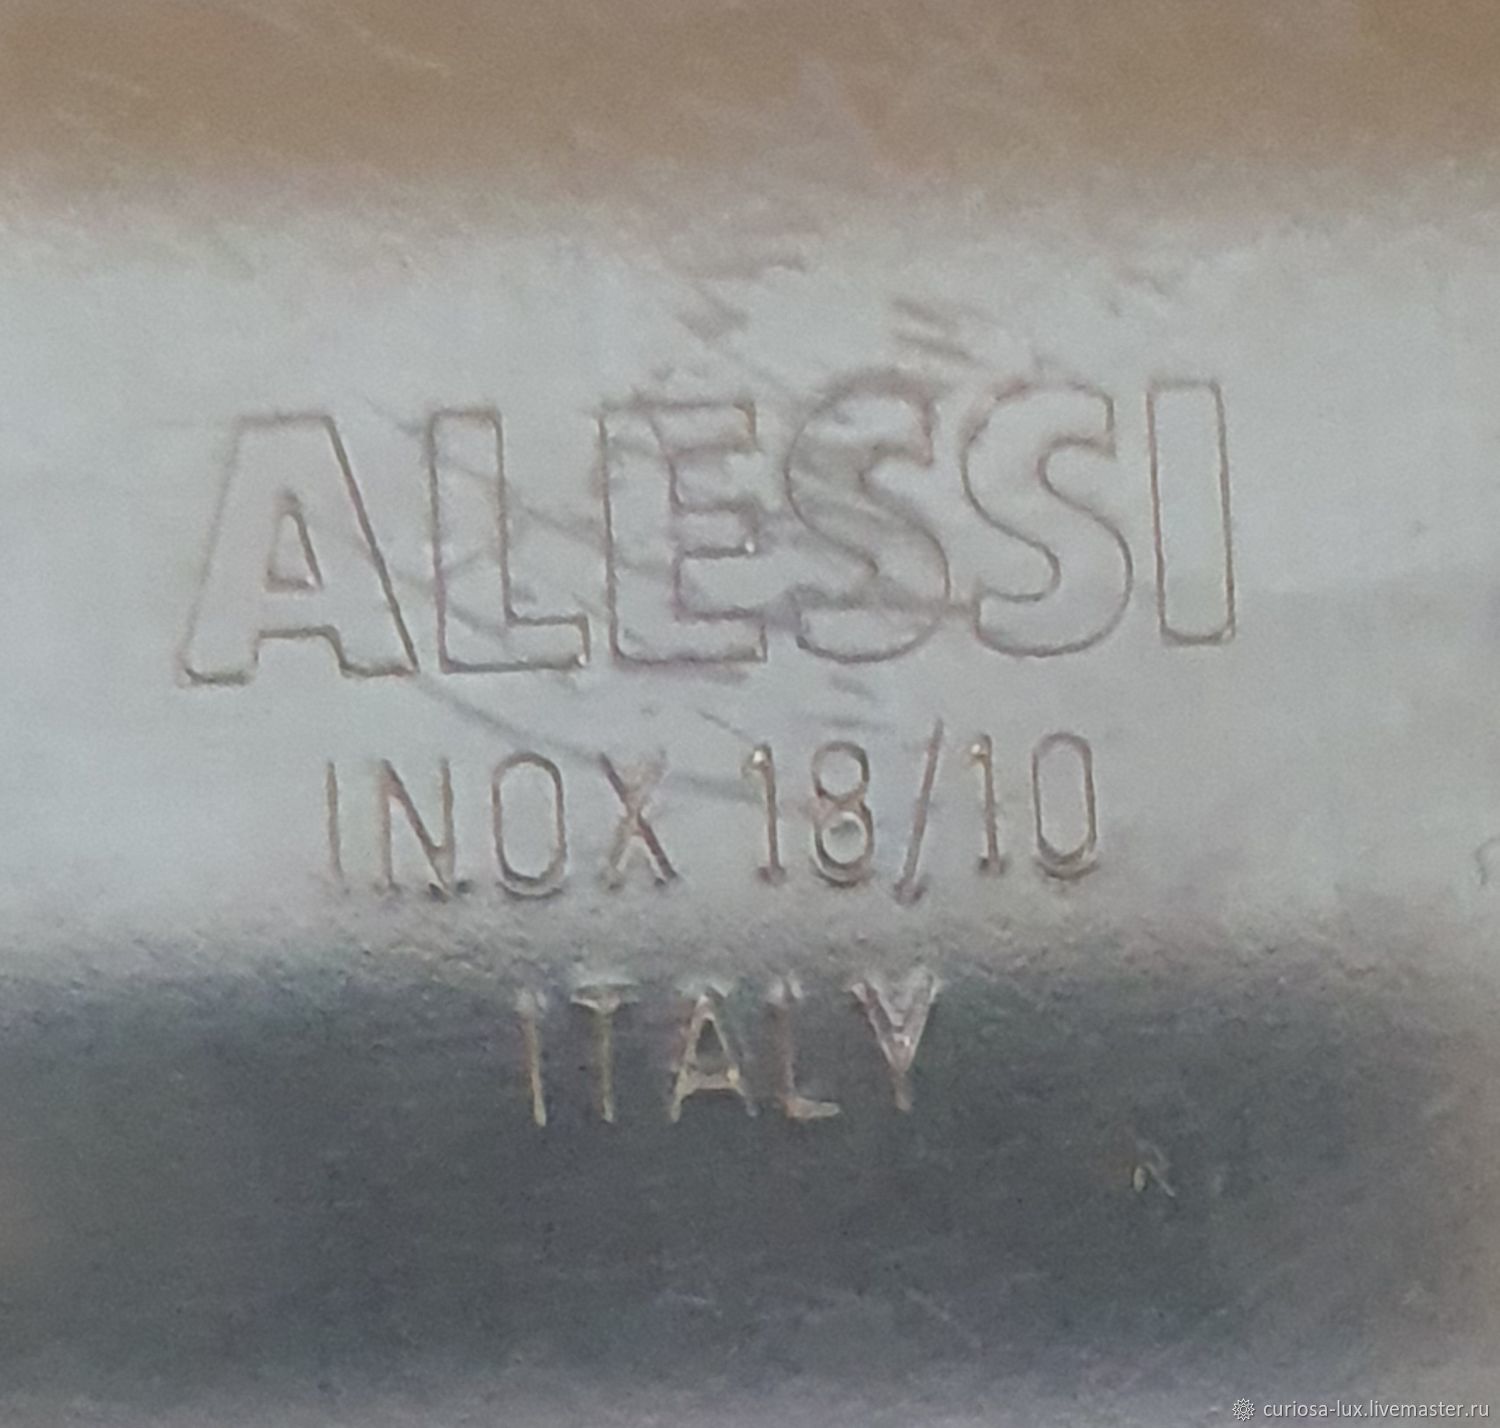 ALESSI
INOX 18/10
ITALY
curiosa-lux.livemaster.ru